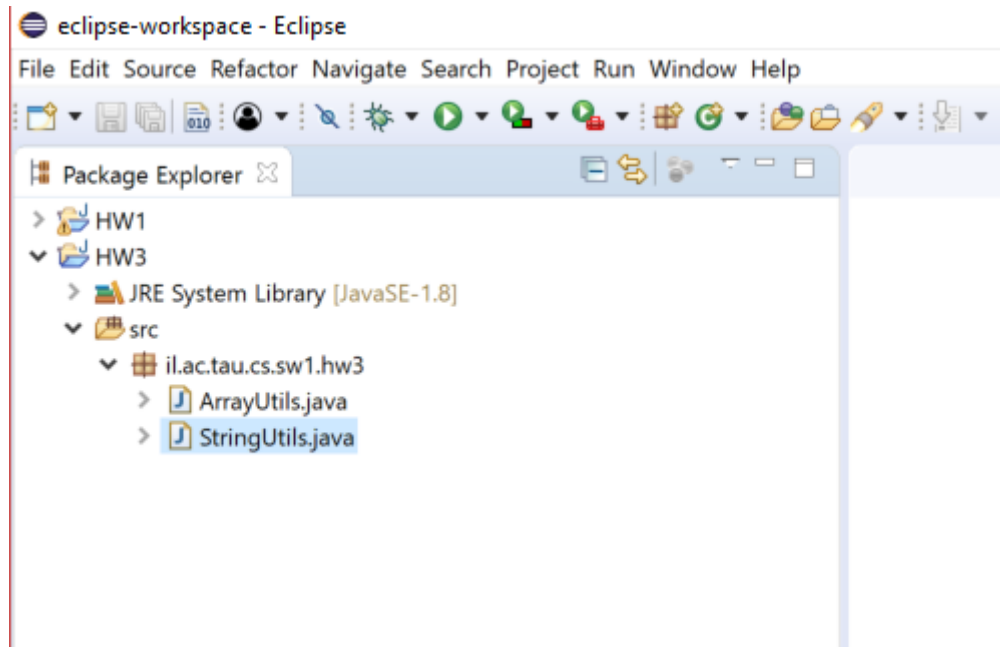 eclipse-workspace - Eclipse
File Edit Source Refactor Navigate Search Project Run Window Help
010
Package Explorer
HW1
HW3
JRE System Library [JavaSE-1.8]
src
il.ac.tau.cs.sw1.hw3
J ArrayUtils.java
J StringUtils.java